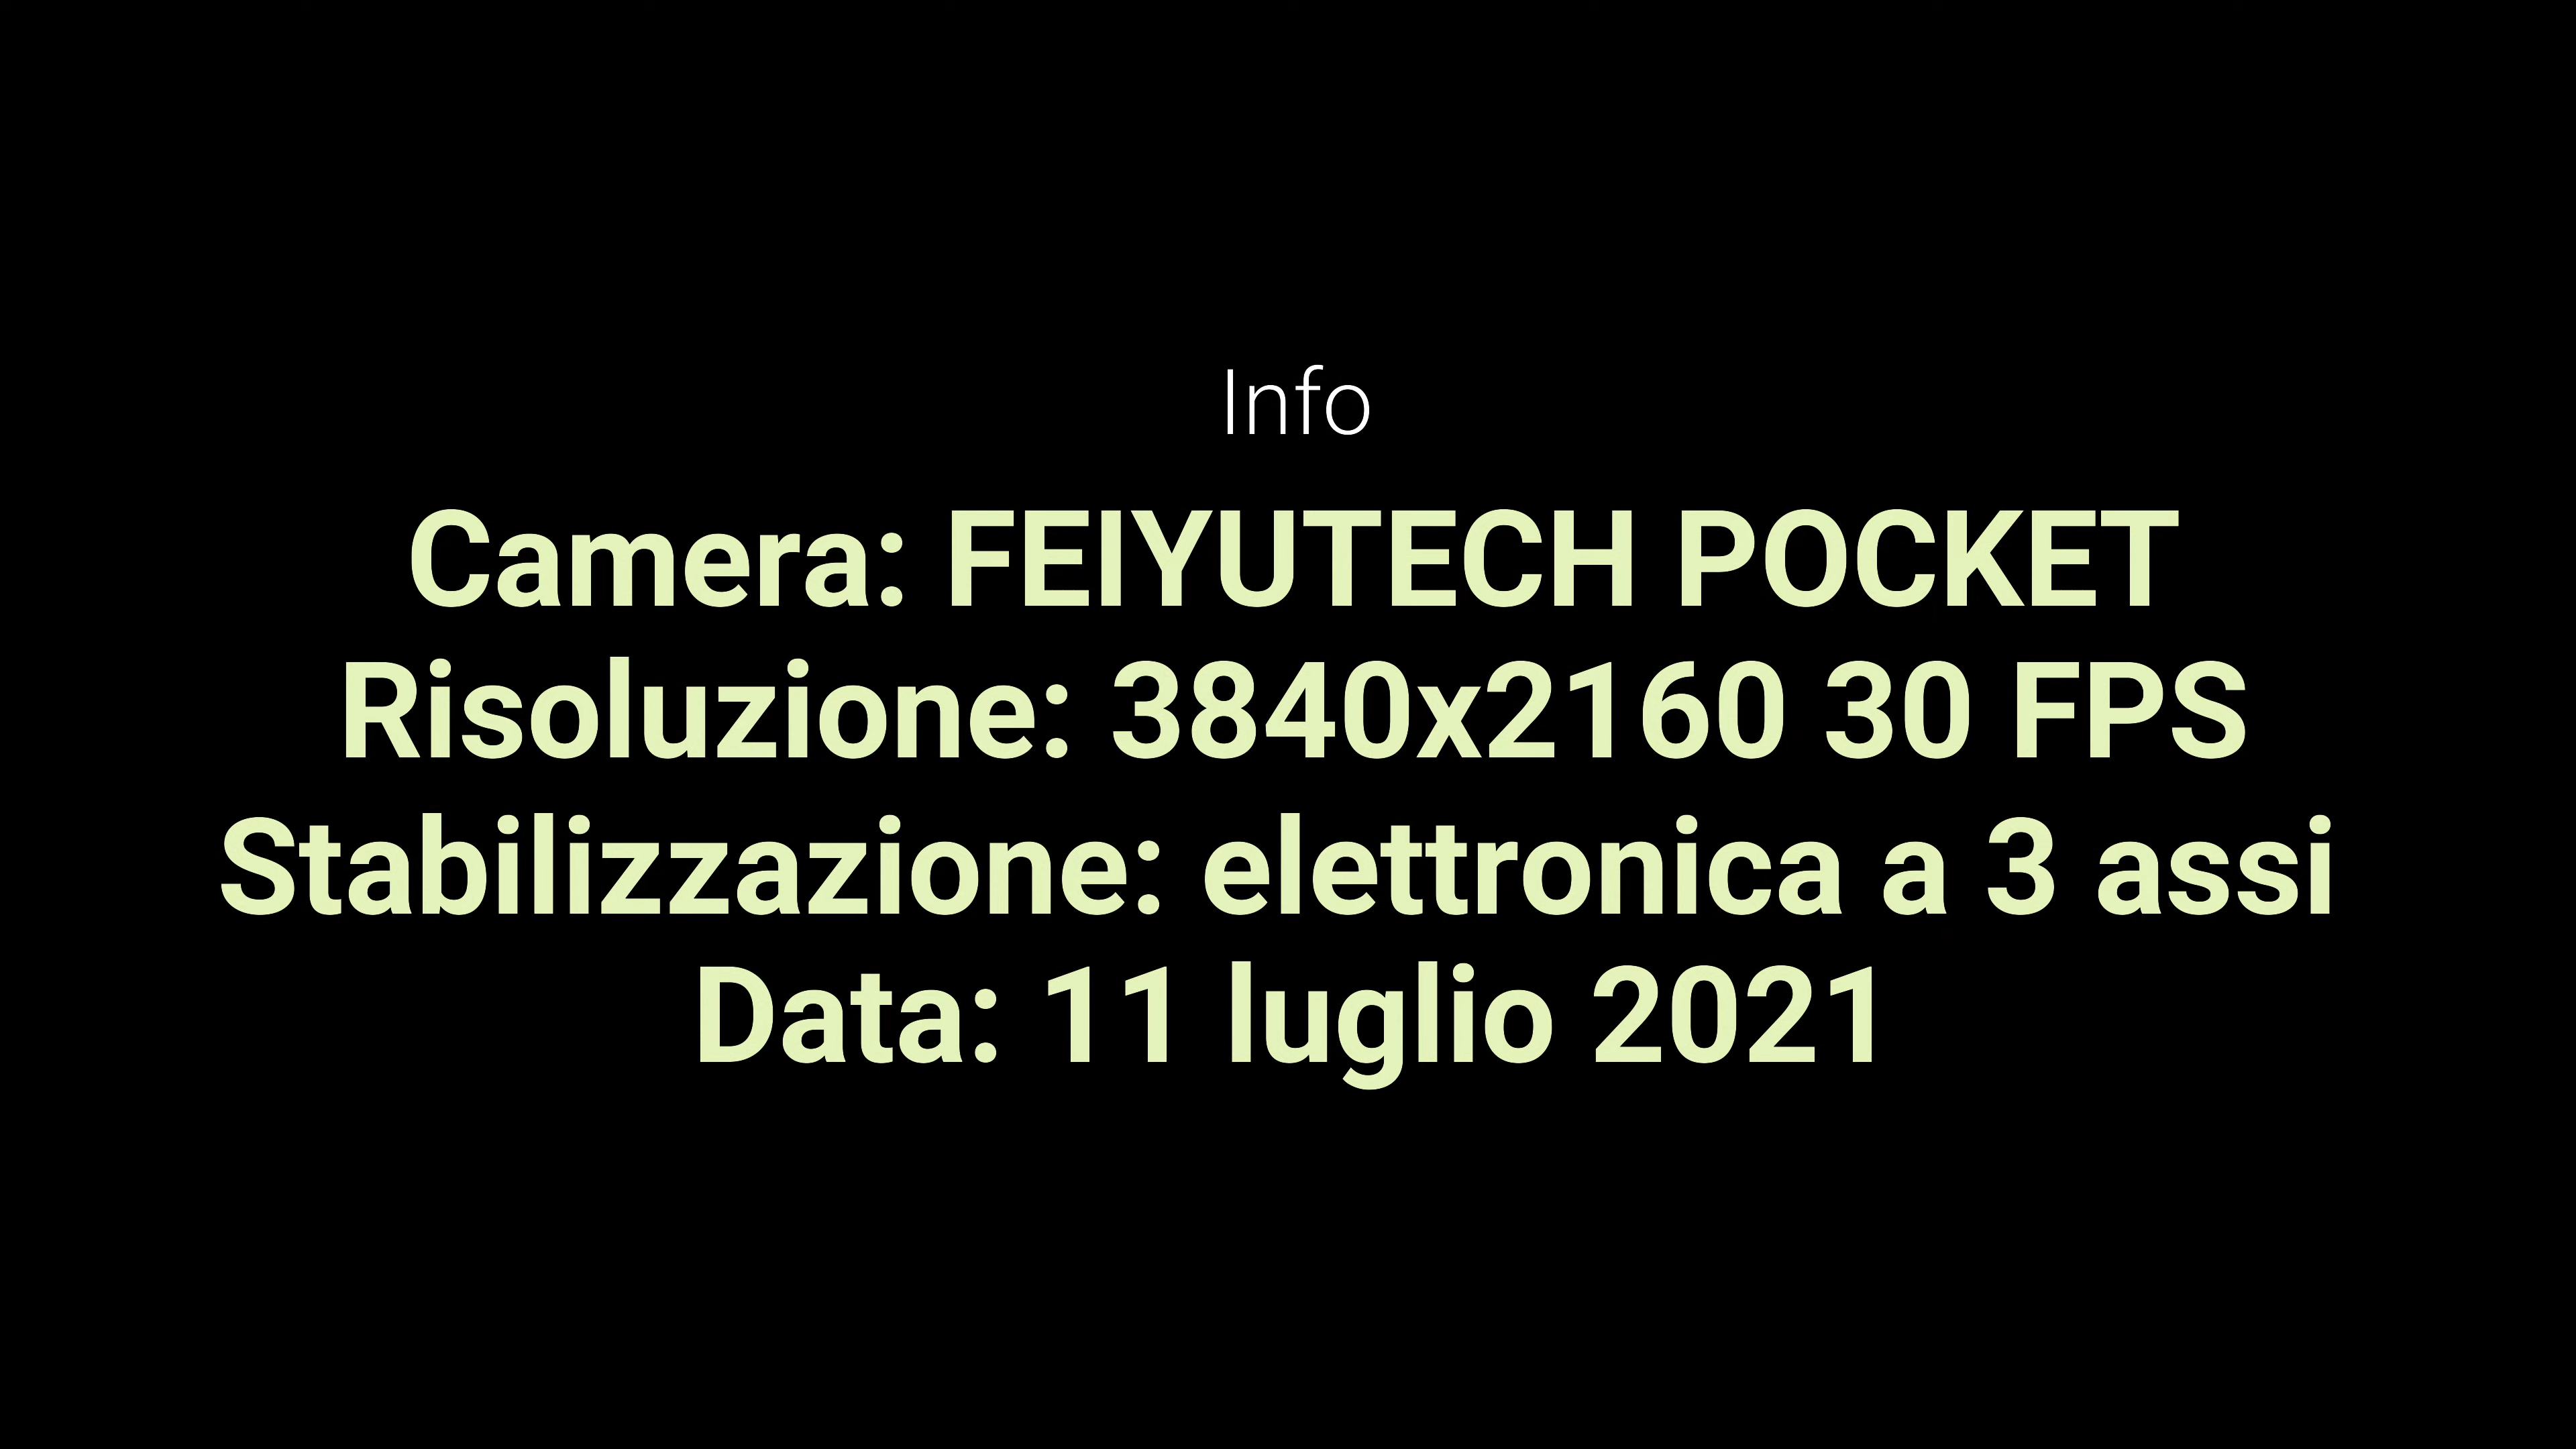 Info
Camera: FEIYUTECH POCKET
Risoluzione: 3840x2160 30 FPS
Stabilizzazione: elettronica a 3 assi
Data: 11 luglio 2021